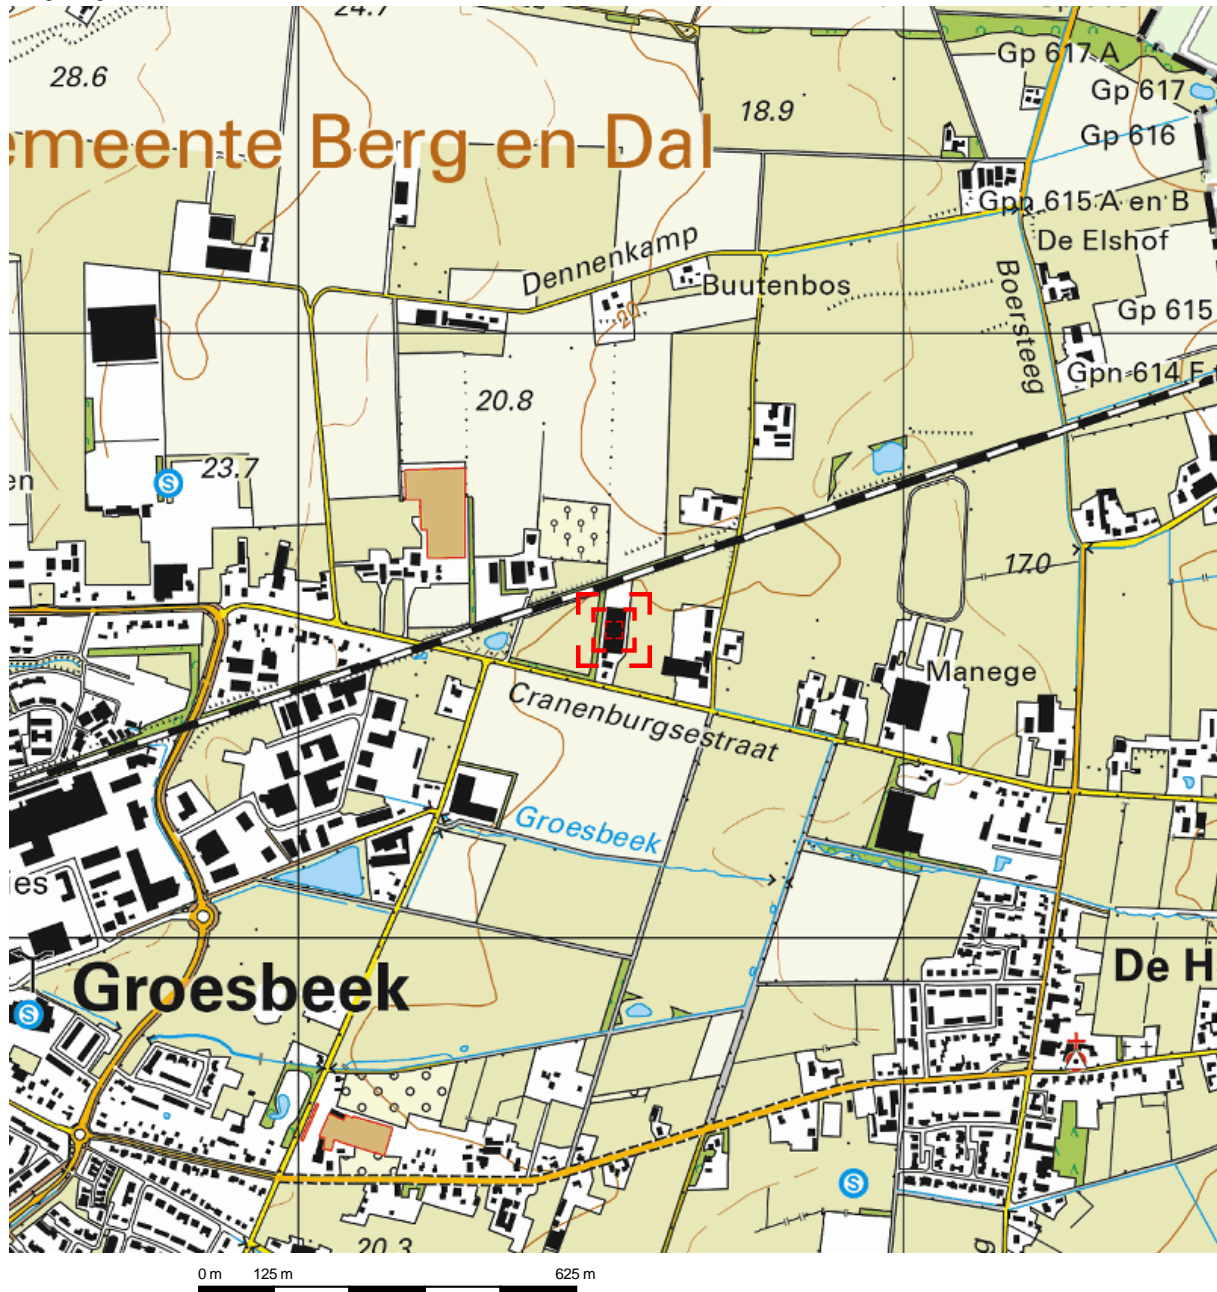 24.7
Gp 617 A
28.6
Gp 617
18.9
emeente Berg en Dal
Gp 616
Gpn 615 A en B
De Elshof
Dennenkamp
Buutenbos
Boersteeg
20
Gp 615
Gpn 614 F
20.8
23.7
en
S
17.0
Manege
Cranenburgsestraat
Groesbeek
ies
De H
Groesbeek
S
S
20.3
g
0 m 125 m 625 m